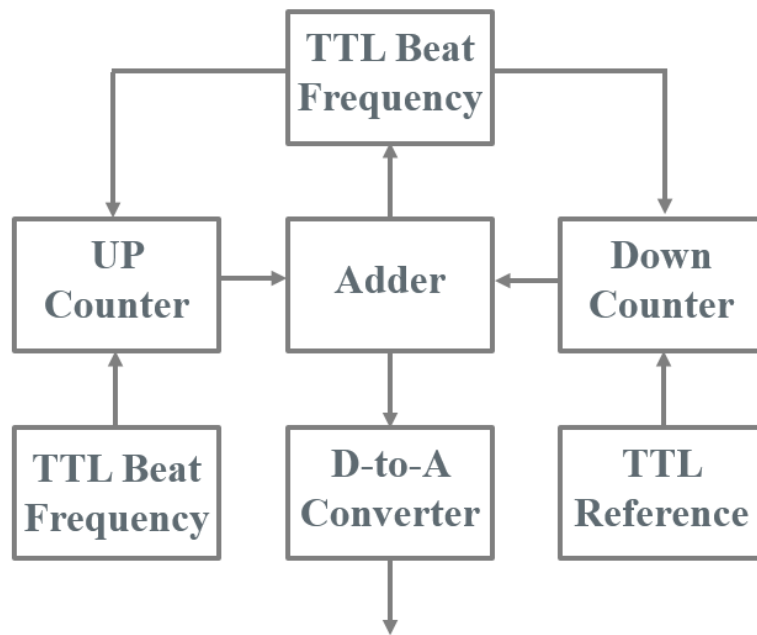 TTL Beat
Frequency
UP
Counter
Adder
Down
Counter
TTL Beat
Frequency
D-to-A
Converter
TTL
Reference